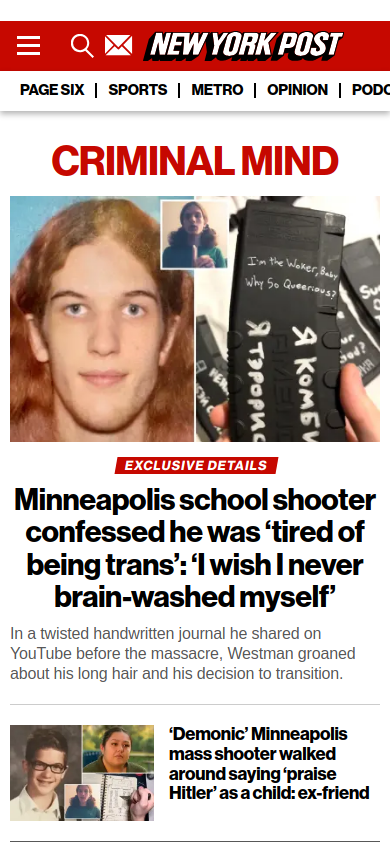 NEW YORK POST
PAGE SIX | SPORTS | METRO | OPINION | PODC
CRIMINAL MIND
I'm the Woker, Baby
Why So Queerious?
EXCLUSIVE DETAILS
Minneapolis school shooter
confessed he was ‘tired of
being trans’: ‘I wish I never
brain-washed myself’
In a twisted handwritten journal he shared on
YouTube before the massacre, Westman groaned
about his long hair and his decision to transition.
‘Demonic’ Minneapolis
mass shooter walked
around saying ‘praise
Hitler’ as a child: ex-friend